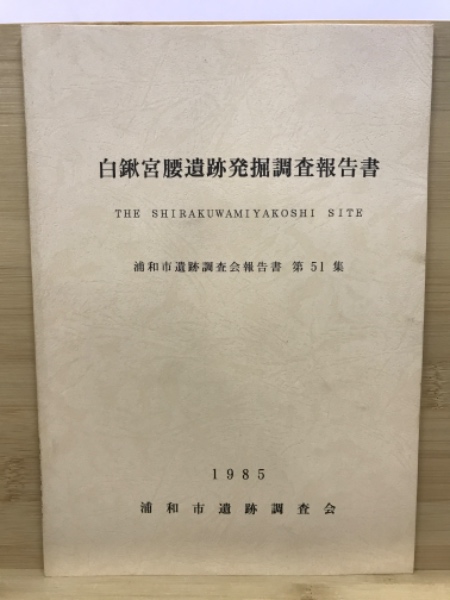 白鍬宮腰遺跡発掘調査報告書
THE SHIRAKUWAMIYAKOSHI SITE
浦和市遺跡調査会報告書 第 51 集
1985
浦和市遺跡調査会